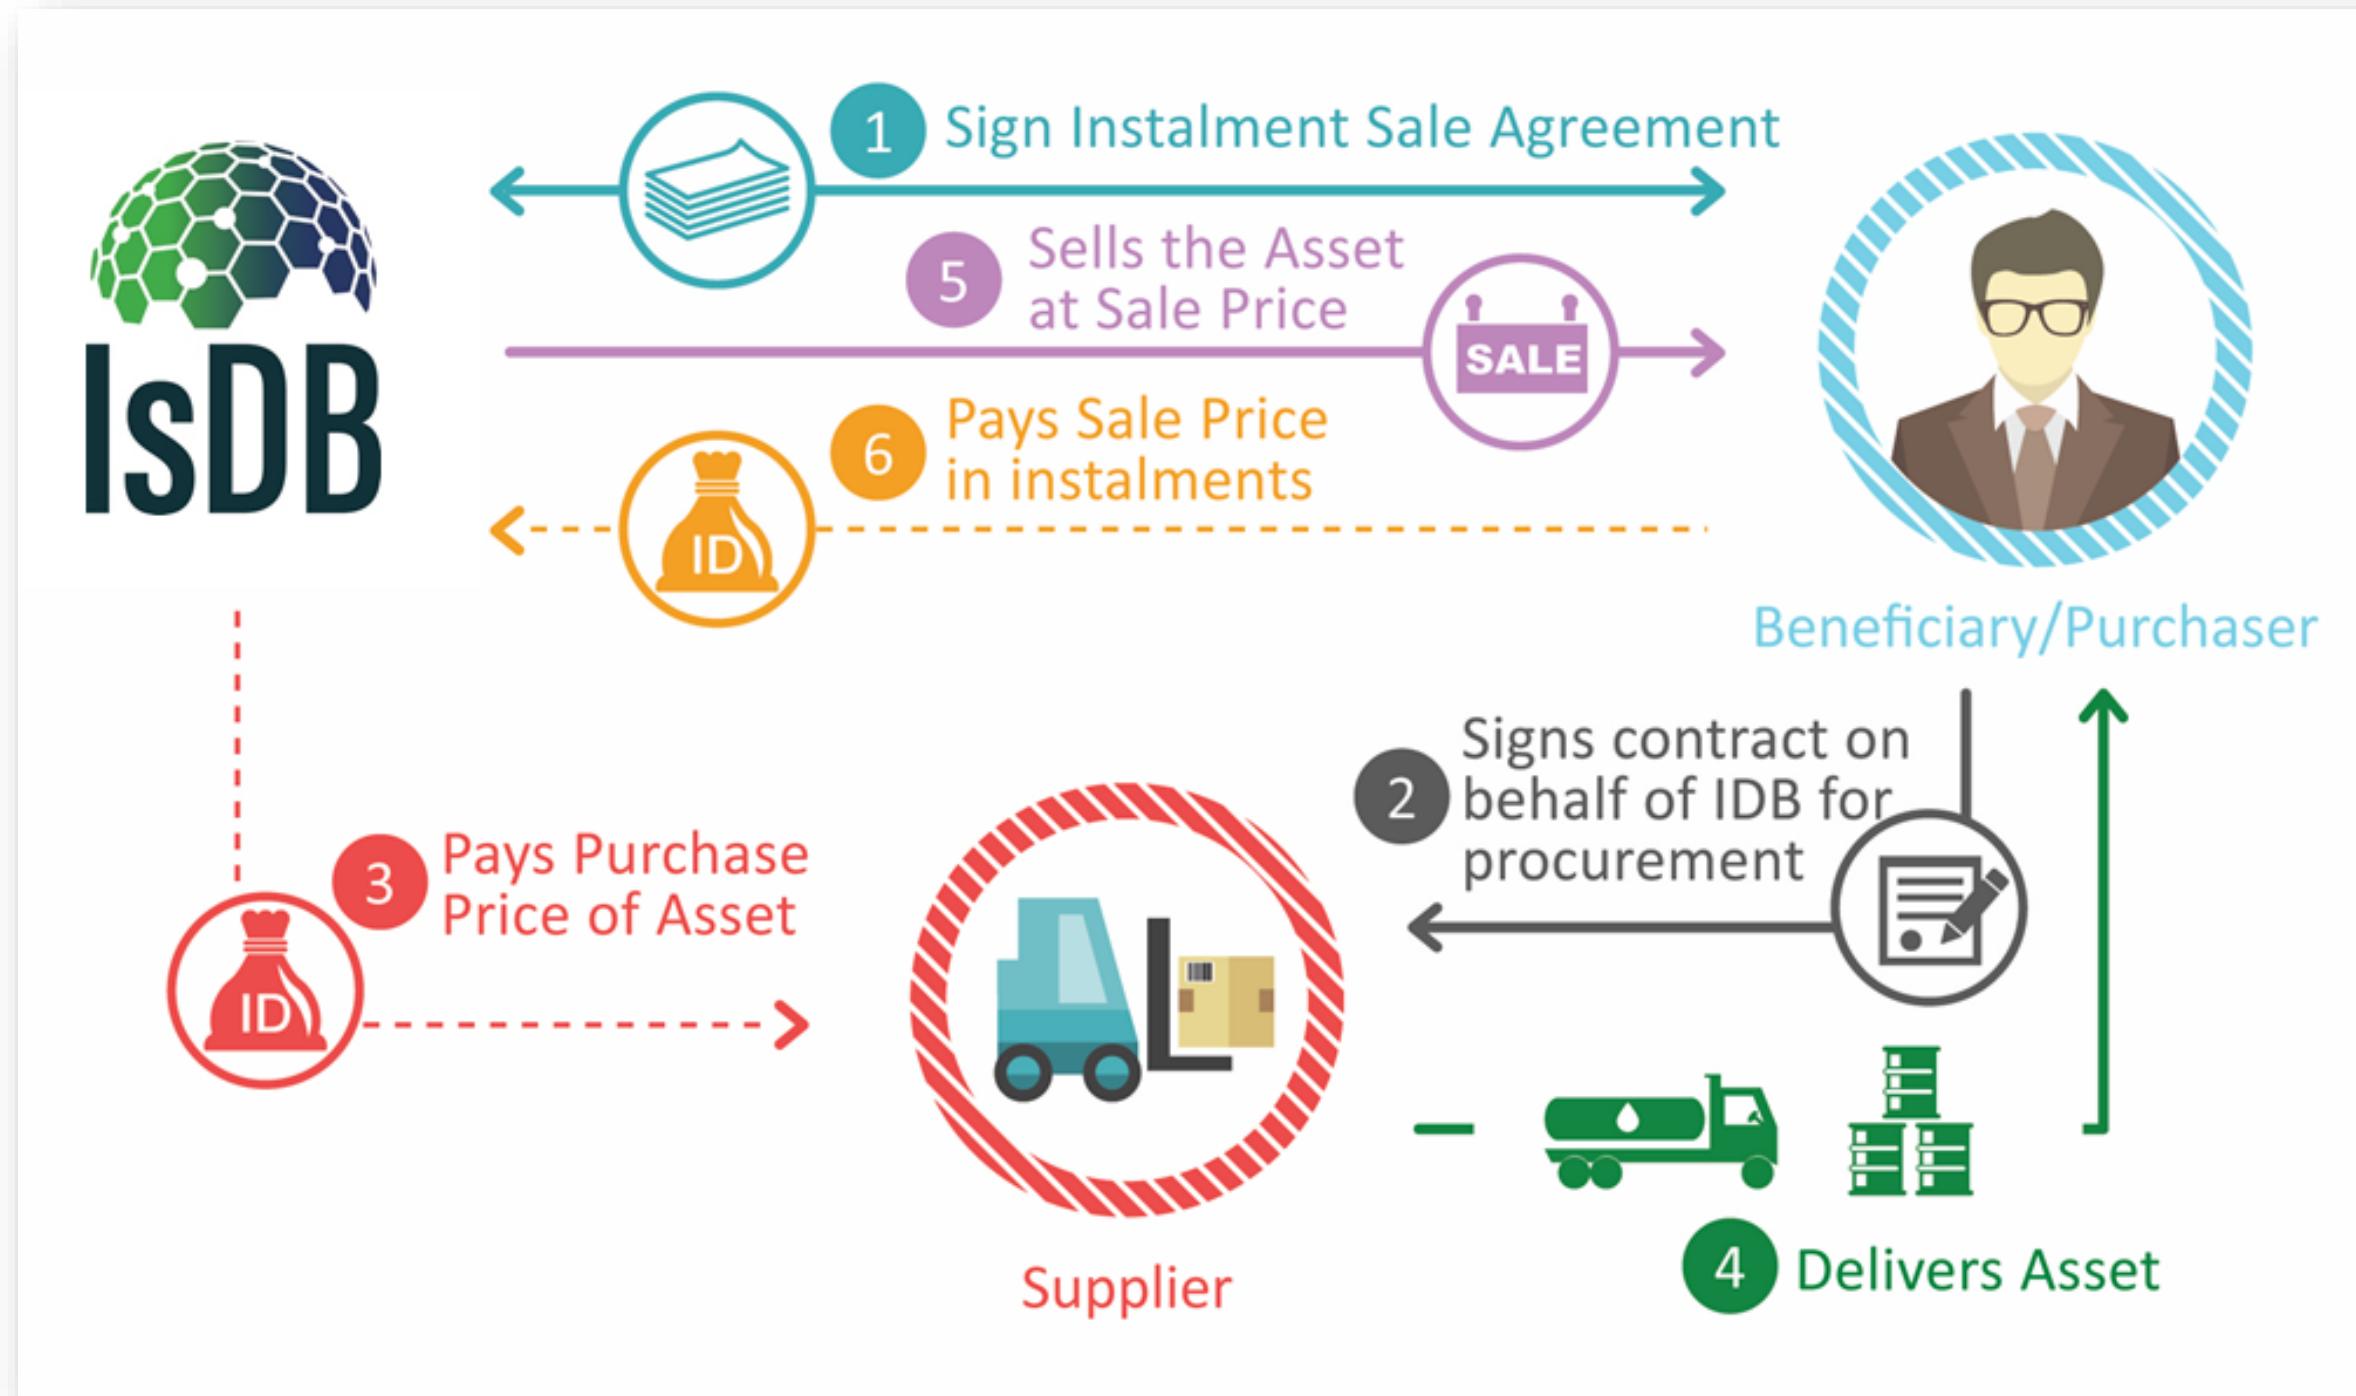 1
Sign Instalment Sale Agreement
5
Sells the Asset
at Sale Price
SALE
IsDB
6
Pays Sale Price
in instalments
ID
Beneficiary/Purchaser
2
Signs contract on
behalf of IDB for
procurement
3
Pays Purchase
Price of Asset
ID
Supplier
4
Delivers Asset